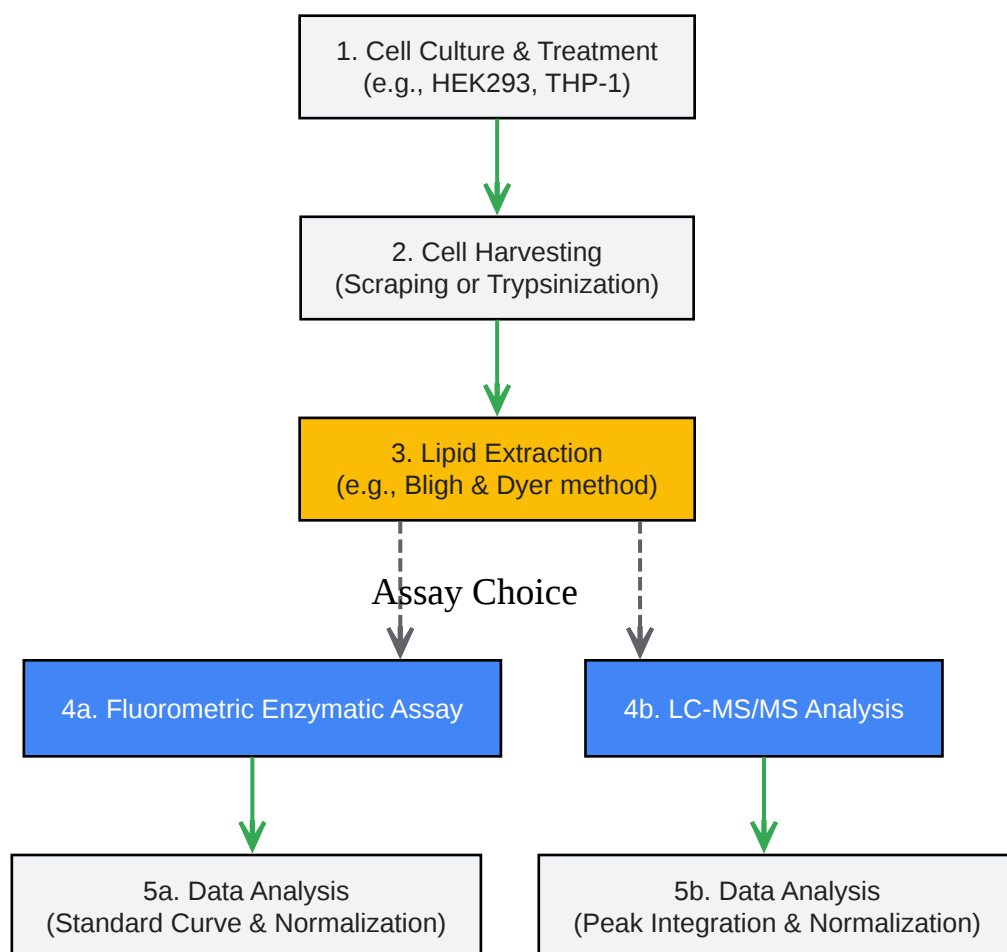 1. Cell Culture & Treatment
(e.g., HEK293, THP-1)
2. Cell Harvesting
(Scraping or Trypsinization)
3. Lipid Extraction
(e.g., Bligh & Dyer method)
Assay Choice
4a. Fluorometric Enzymatic Assay
4b. LC-MS/MS Analysis
5a. Data Analysis
(Standard Curve & Normalization)
5b. Data Analysis
(Peak Integration & Normalization)